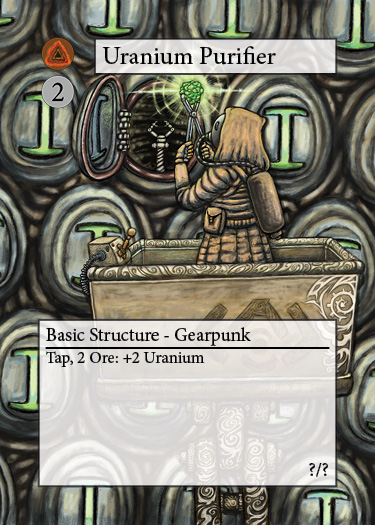 Uranium Purifier
2
Basic Structure - Gearpunk
Tap, 2 Ore: +2 Uranium
?/?